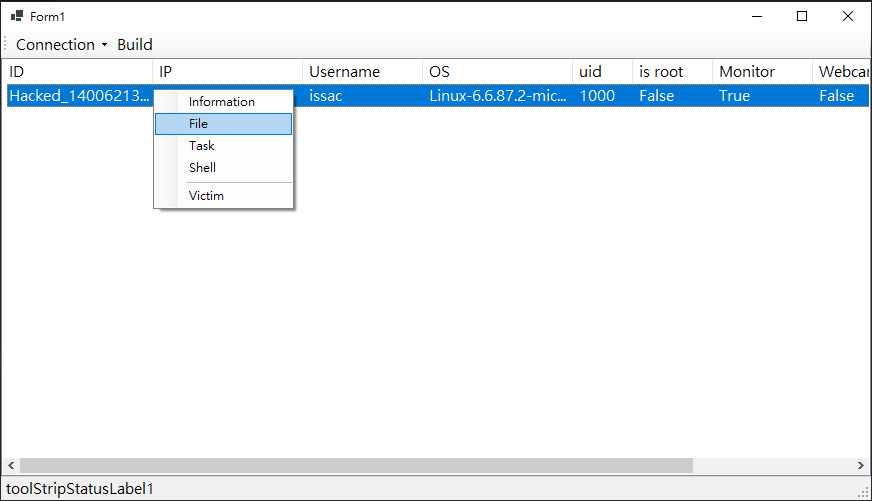 Form1
Connection Build
ID IP Username OS uid is root Monitor Webcar
Hacked_14006213... issac Linux-6.6.87.2-mic... 1000 False True False
Information
File
Task
Shell
Victim
toolStripStatusLabel1